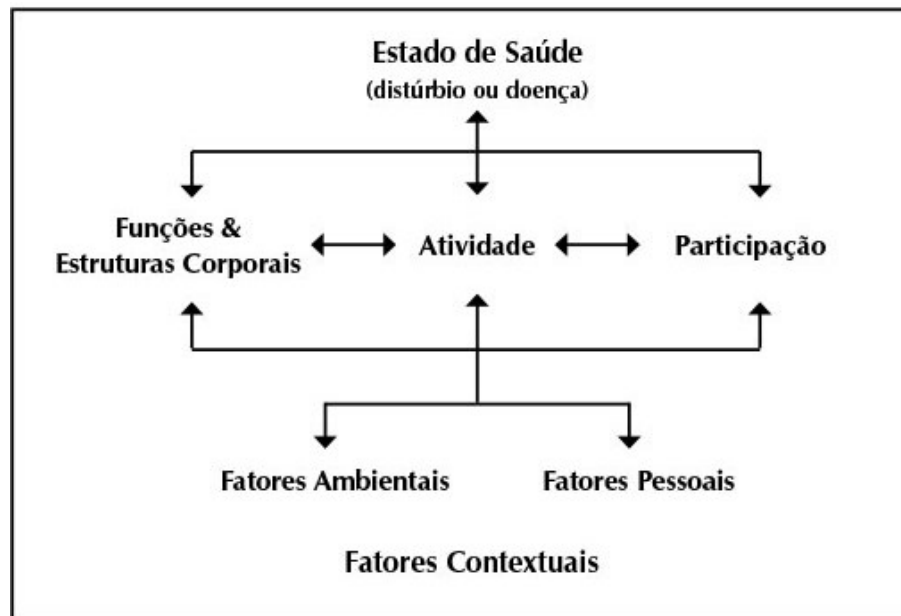 Estado de Saúde
(distúrbio ou doença)
Funções &
Estruturas Corporais
Atividade
Participação
Fatores Ambientais
Fatores Pessoais
Fatores Contextuais